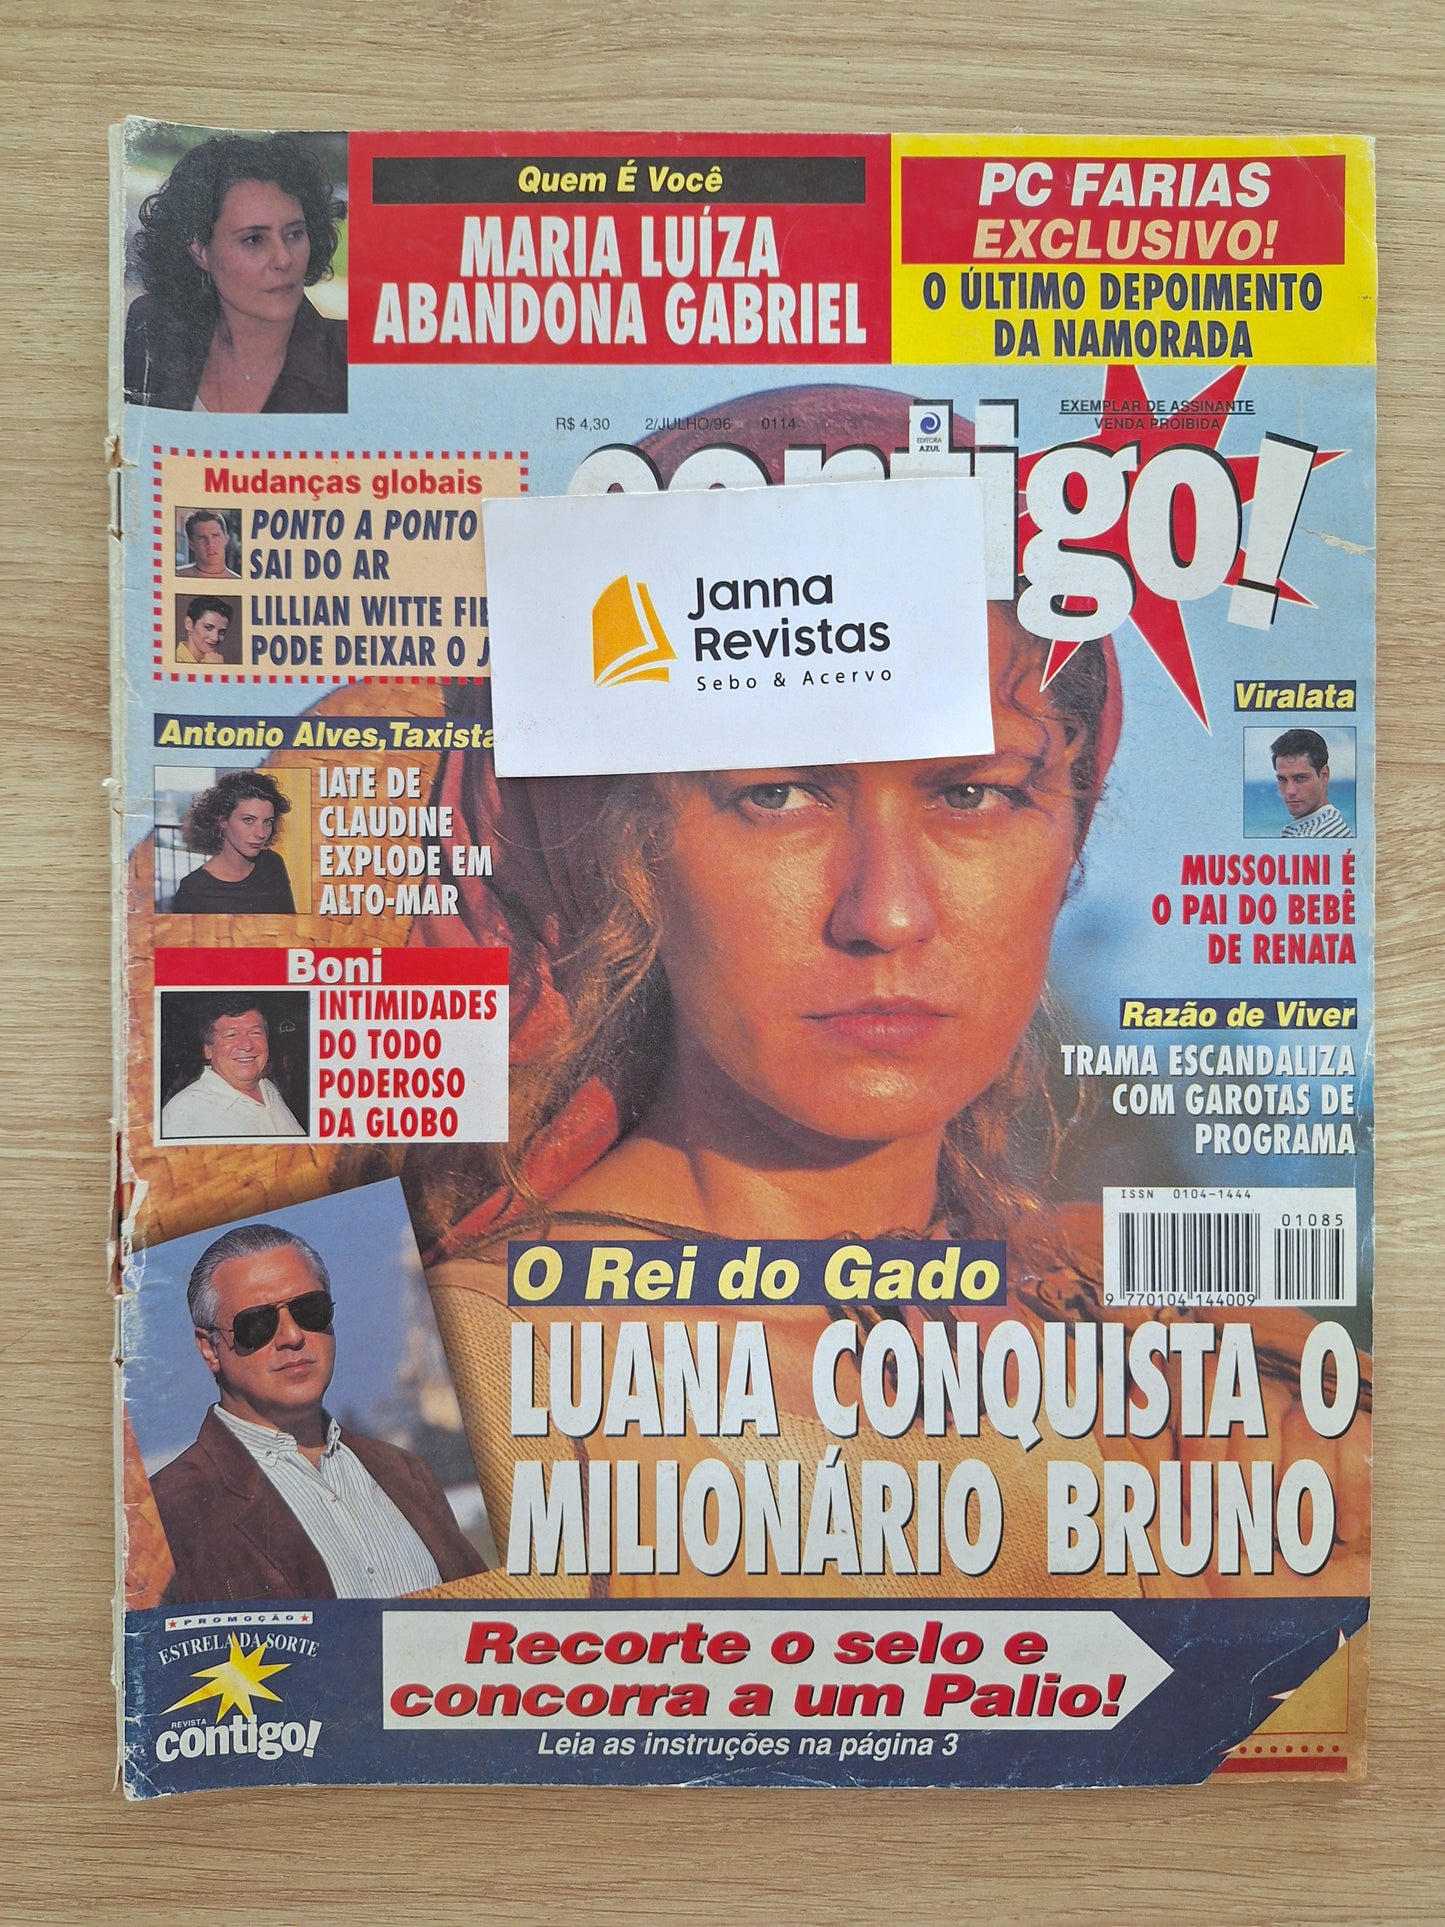 Quem É Você
MARIA LUÍZA
ABANDONA GABRIEL
PC FARIAS
EXCLUSIVO!
O ÚLTIMO DEPOIMENTO
DA NAMORADA
R$ 4,30 2/JULHO/96 0114
EDITORA
AZUL
EXEMPLAR DE ASSINANTE
VENDA PROIBIDA
contigo!
Mudanças globais
PONTO A PONTO
SAI DO AR
LILLIAN WITTE FI
PODE DEIXAR O J
Janna
Revistas
Sebo & Acervo
Antonio Alves, Taxista
IATE DE
CLAUDINE
EXPLODE EM
ALTO-MAR
Viralata
MUSSOLINI É
O PAI DO BEBÊ
DE RENATA
Boni
INTIMIDADES
DO TODO
PODEROSO
DA GLOBO
Razão de Viver
TRAMA ESCANDALIZA
COM GAROTAS DE
PROGRAMA
ISSN 0104-1444
01085
9 770104 144009
O Rei do Gado
LUANA CONQUISTA O
MILIONÁRIO BRUNO
PROMOÇÃO
ESTRELA DA SORTE
REVISTA
contigo!
Recorte o selo e
concorra a um Palio!
Leia as instruções na página 3